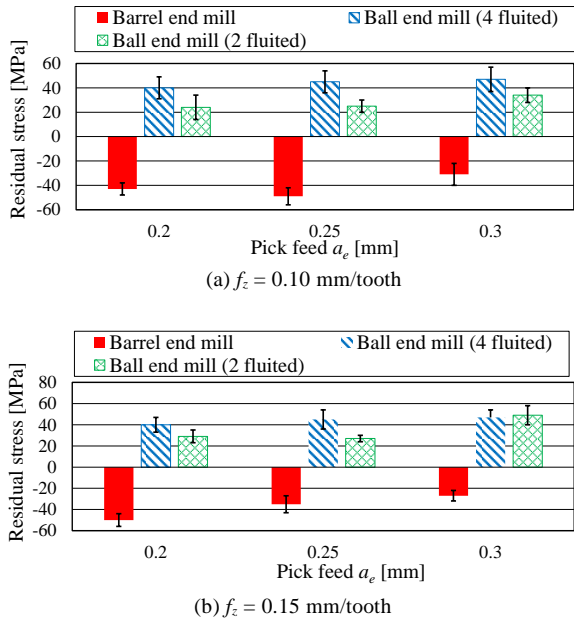 Barrel end mill Ball end mill (4 fluited)
Ball end mill (2 fluited)
Residual stress [MPa]
60
40
20
0
-20
-40
-60
0.2 0.25 0.3
Pick feed aₑ [mm]
(a) f_z = 0.10 mm/tooth
Barrel end mill Ball end mill (4 fluited)
Ball end mill (2 fluited)
Residual stress [MPa]
80
60
40
20
0
-20
-40
-60
0.2 0.25 0.3
Pick feed aₑ [mm]
(b) f_z = 0.15 mm/tooth